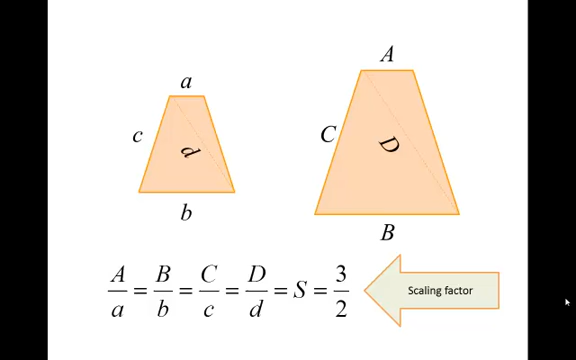 a
A
c
d
C
D
b
B
A/a = B/b = C/c = D/d = S = 3/2
Scaling factor